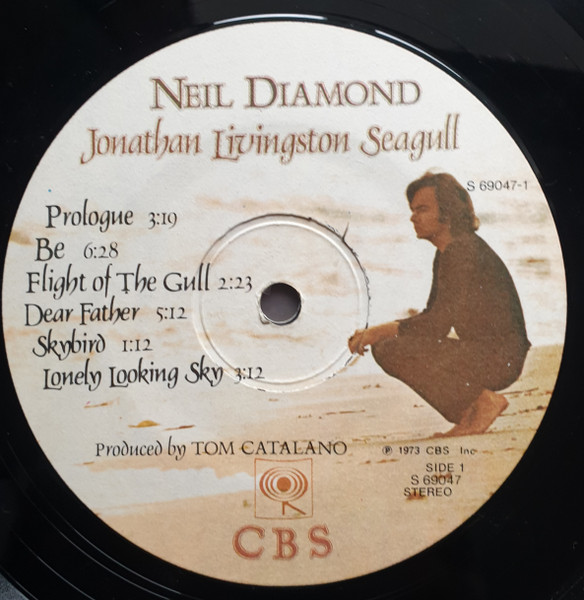 NEIL DIAMOND
Jonathan Livingston Seagull
S 69047-1
Prologue 3:19
Be 6:28
Flight of The Gull 2:23
Dear Father 5:12
Skybird 1:12
Lonely Looking Sky 3:12
Produced by TOM CATALANO
℗ 1973 CBS Inc
SIDE 1
S 69047
STEREO
CBS